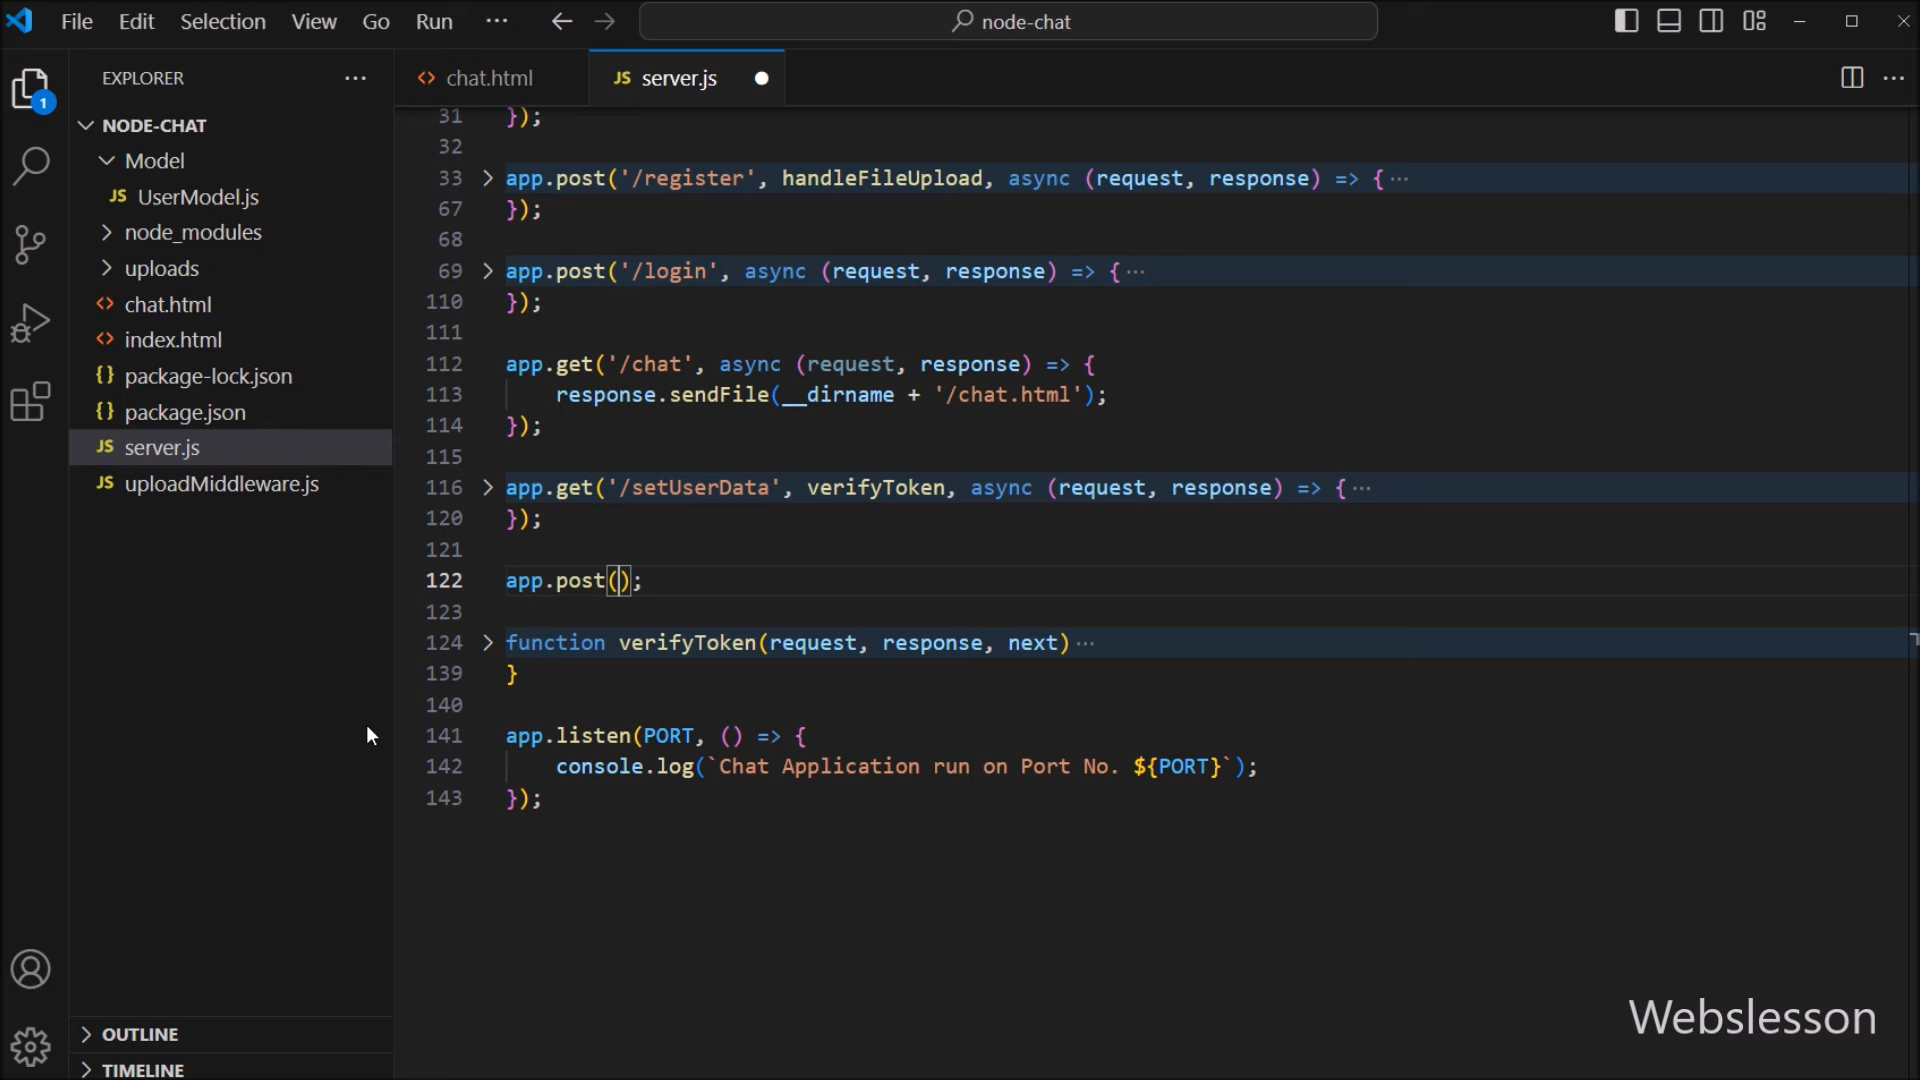 File Edit Selection View Go Run ···
node-chat
EXPLORER ···
1
NODE-CHAT
Model
JS UserModel.js
node_modules
uploads
<> chat.html
<> index.html
{} package-lock.json
{} package.json
JS server.js
JS uploadMiddleware.js
OUTLINE
TIMELINE
<> chat.html
JS server.js
31 });
32
33 app.post('/register', handleFileUpload, async (request, response) => {···
67 });
68
69 app.post('/login', async (request, response) => {···
110 });
111
112 app.get('/chat', async (request, response) => {
113 response.sendFile(__dirname + '/chat.html');
114 });
115
116 app.get('/setUserData', verifyToken, async (request, response) => {···
120 });
121
122 app.post();
123
124 function verifyToken(request, response, next)···
139 }
140
141 app.listen(PORT, () => {
142 console.log(`Chat Application run on Port No. ${PORT}`);
143 });
Webslesson